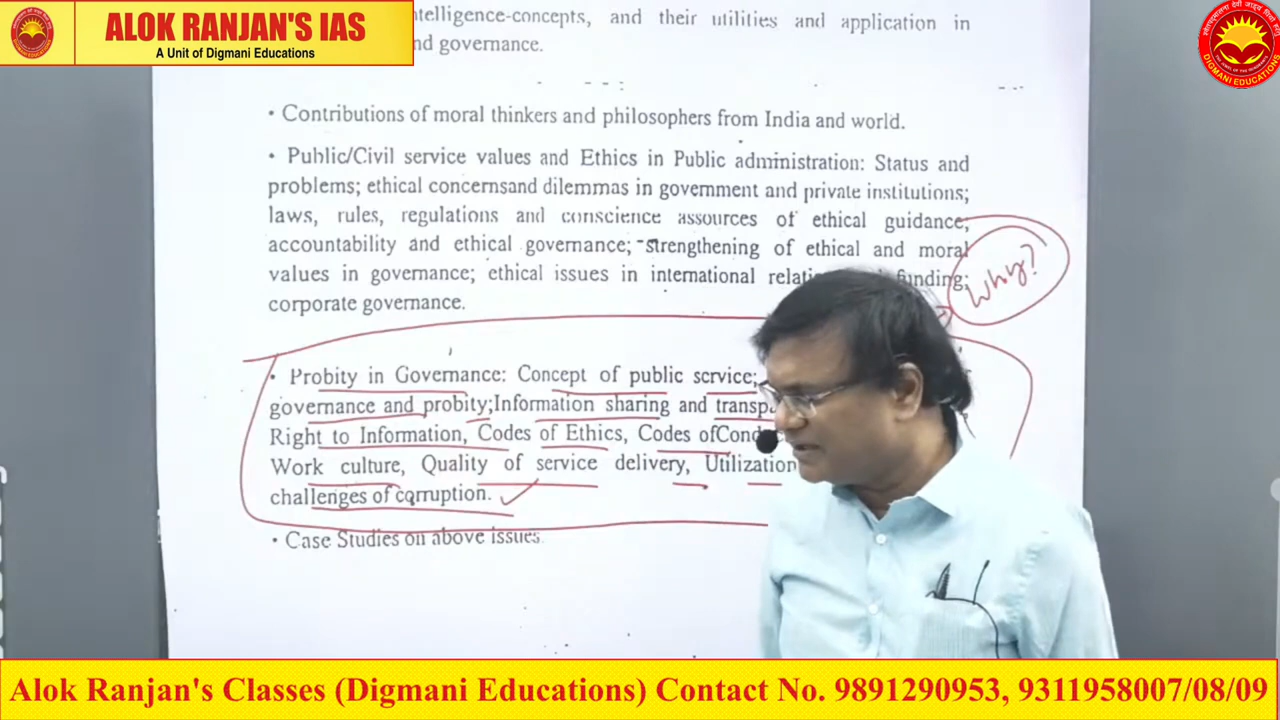 ALOK RANJAN'S IAS
A Unit of Digmani Educations
DIGMANI EDUCATIONS
ntelligence-concepts, and their utilities and application in
nd governance.
• Contributions of moral thinkers and philosophers from India and world.
• Public/Civil service values and Ethics in Public administration: Status and
problems; ethical concernsand dilemmas in government and private institutions;
laws, rules, regulations and conscience assources of ethical guidance;
accountability and ethical governance; strengthening of ethical and moral
values in governance; ethical issues in international relati funding;
corporate governance.
Why?
• Probity in Governance: Concept of public service;
governance and probity;Information sharing and transp
Right to Information, Codes of Ethics, Codes ofCond
Work culture, Quality of service delivery, Utilization
challenges of corruption.
• Case Studies on above issues
Alok Ranjan's Classes (Digmani Educations) Contact No. 9891290953, 9311958007/08/09